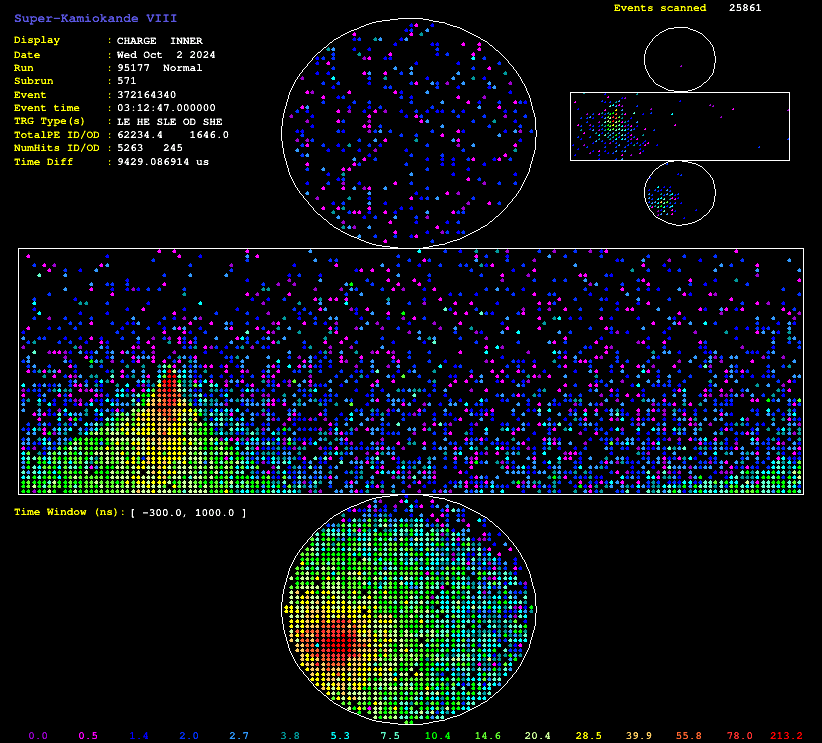 Super-Kamiokande VIII
Events scanned 25861
Display : CHARGE INNER
Date : Wed Oct 2 2024
Run : 95177 Normal
Subrun : 571
Event : 372164340
Event time : 03:12:47.000000
TRG Type(s) : LE HE SLE OD SHE
TotalPE ID/OD : 62234.4 1646.0
NumHits ID/OD : 5263 245
Time Diff : 9429.086914 us
Time Window (ns): [ -300.0, 1000.0 ]
0.0 0.5 1.4 2.0 2.7 3.8 5.3 7.5 10.4 14.6 20.4 28.5 39.9 55.8 78.0 213.2